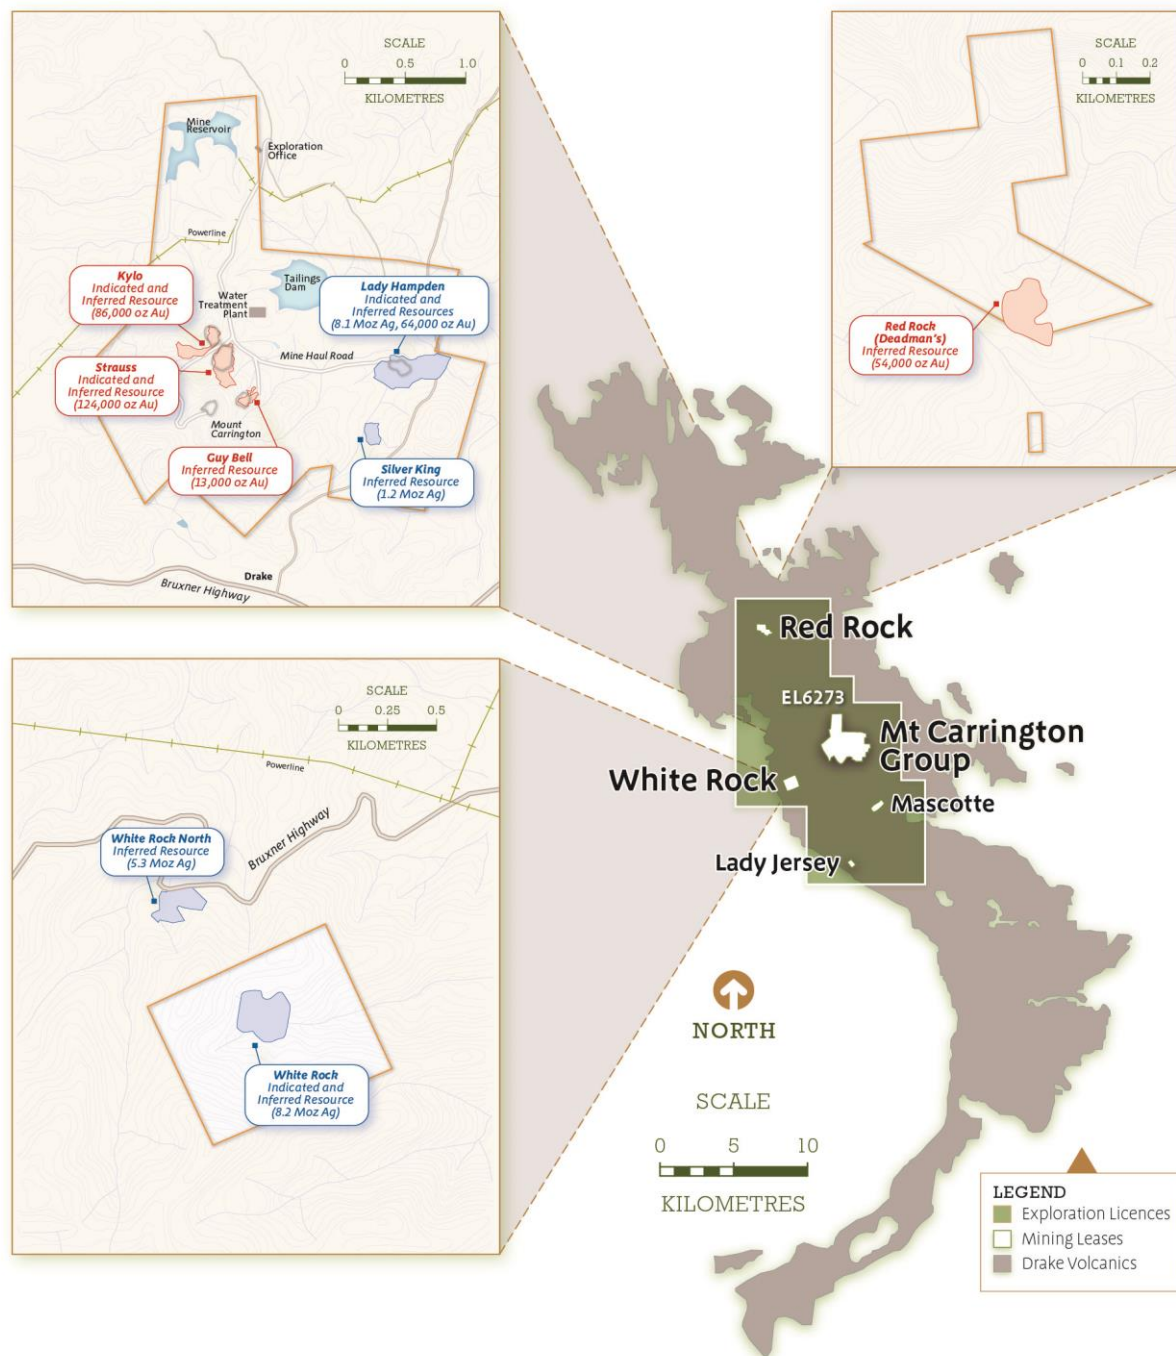 SCALE
0 0.5 1.0
KILOMETRES
Mine
Reservoir
Exploration
Office
Powerline
Kylo
Indicated and
Inferred Resource
(86,000 oz Au)
Water
Treatment
Plant
Tailings
Dam
Lady Hampden
Indicated and
Inferred Resources
(8.1 Moz Ag, 64,000 oz Au)
Mine Haul Road
Strauss
Indicated and
Inferred Resource
(124,000 oz Au)
Mount
Carrington
Guy Bell
Inferred Resource
(13,000 oz Au)
Silver King
Inferred Resource
(1.2 Moz Ag)
Drake
Bruxner Highway
SCALE
0 0.1 0.2
KILOMETRES
Red Rock
(Deadman's)
Inferred Resource
(54,000 oz Au)
SCALE
0 0.25 0.5
KILOMETRES
Powerline
White Rock North
Inferred Resource
(5.3 Moz Ag)
Bruxner Highway
White Rock
Indicated and
Inferred Resource
(8.2 Moz Ag)
Red Rock
EL6273
Mt Carrington
Group
White Rock
Mascotte
Lady Jersey
NORTH
SCALE
0 5 10
KILOMETRES
LEGEND
Exploration Licences
Mining Leases
Drake Volcanics